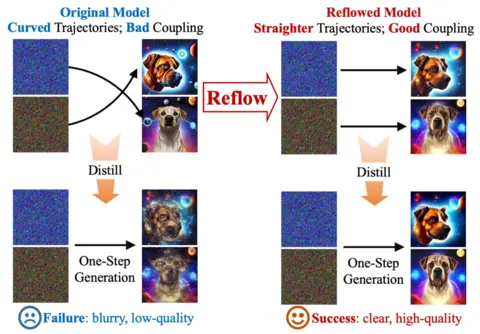 Original Model
Curved Trajectories; Bad Coupling
Reflow
Reflowed Model
Straighter Trajectories; Good Coupling
Distill
Distill
One-Step
Generation
One-Step
Generation
Failure: blurry, low-quality
Success: clear, high-quality